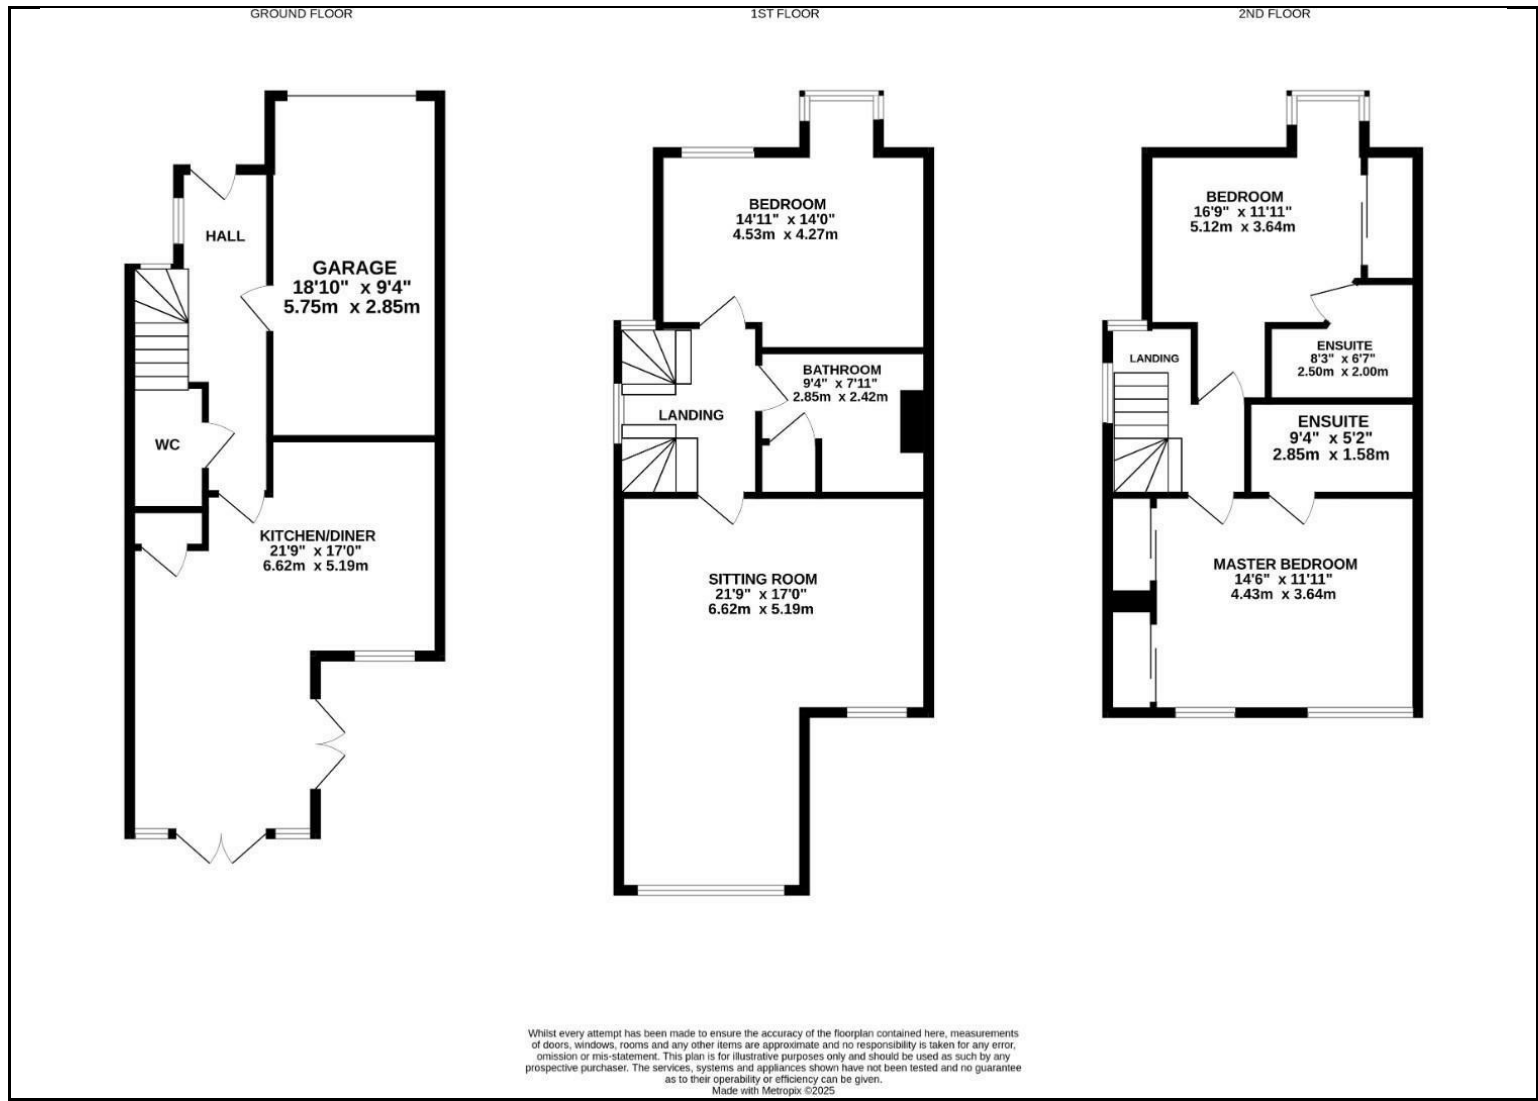 GROUND FLOOR
1ST FLOOR
2ND FLOOR
HALL
GARAGE
18'10" x 9'4"
5.75m x 2.85m
WC
KITCHEN/DINER
21'9" x 17'0"
6.62m x 5.19m
BEDROOM
14'11" x 14'0"
4.53m x 4.27m
BATHROOM
9'4" x 7'11"
2.85m x 2.42m
LANDING
SITTING ROOM
21'9" x 17'0"
6.62m x 5.19m
BEDROOM
16'9" x 11'11"
5.12m x 3.64m
LANDING
ENSUITE
8'3" x 6'7"
2.50m x 2.00m
ENSUITE
9'4" x 5'2"
2.85m x 1.58m
MASTER BEDROOM
14'6" x 11'11"
4.43m x 3.64m
Whilst every attempt has been made to ensure the accuracy of the floorplan contained here, measurements
of doors, windows, rooms and any other items are approximate and no responsibility is taken for any error,
omission or mis-statement. This plan is for illustrative purposes only and should be used as such by any
prospective purchaser. The services, systems and appliances shown have not been tested and no guarantee
as to their operability or efficiency can be given.
Made with Metropix ©2025